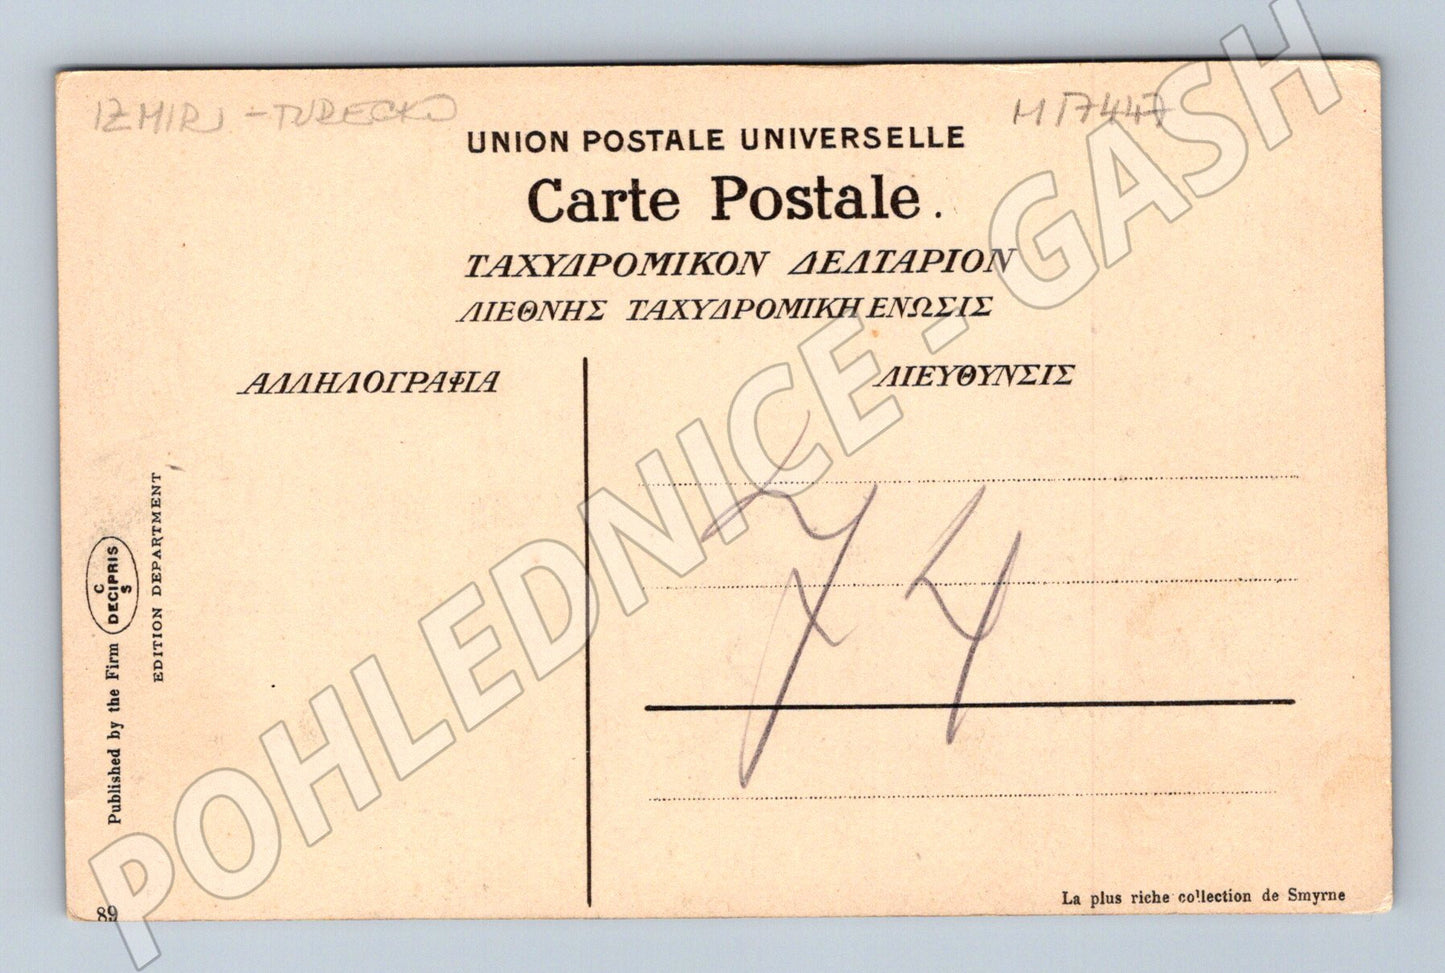 IZMIR - TURECKO
M17447
UNION POSTALE UNIVERSELLE
Carte Postale.
ΤΑΧΥΔΡΟΜΙΚΟΝ ΔΕΛΤΑΡΙΟΝ
ΔΙΕΘΝΗΣ ΤΑΧΥΔΡΟΜΙΚΗ ΕΝΩΣΙΣ
ΑΛΛΗΛΟΓΡΑΦΙΑ
ΔΙΕΥΘΥΝΣΙΣ
74
Published by the Firm C DECIPRIS S
EDITION DEPARTMENT
89
La plus riche collection de Smyrne
POHLEDNICE - GASH